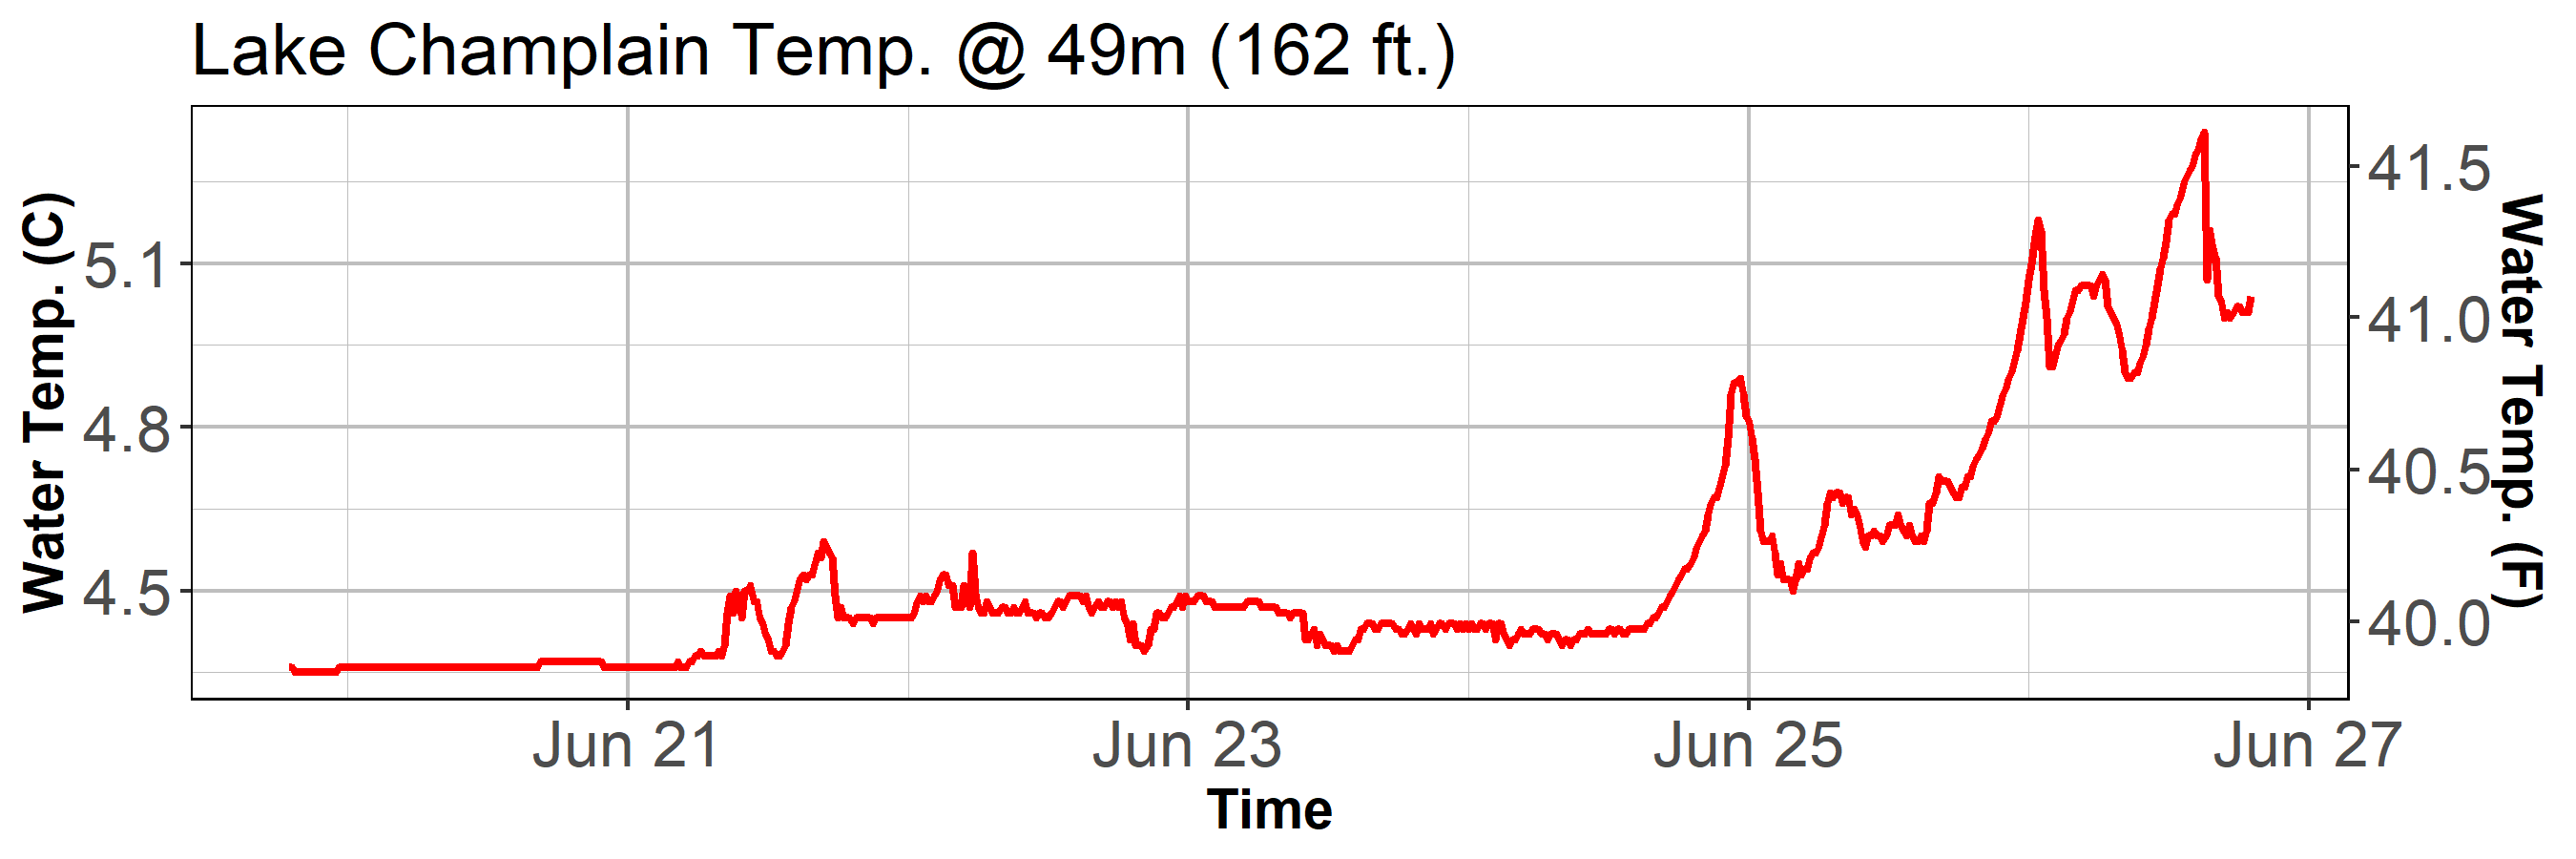 Lake Champlain Temp. @ 49m (162 ft.)
Water Temp. (C)
5.1
4.8
4.5
41.5
41.0
40.5
40.0
Water Temp. (F)
Jun 21 Jun 23 Jun 25 Jun 27
Time